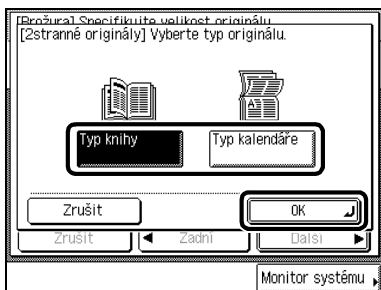 [Brožura] Specifikujte velikost originálu.
[2stranné originály] Vyberte typ originálu.
Typ knihy
Typ kalendáře
Zrušit
OK
Zrušit
Zadní
Další
Monitor systému